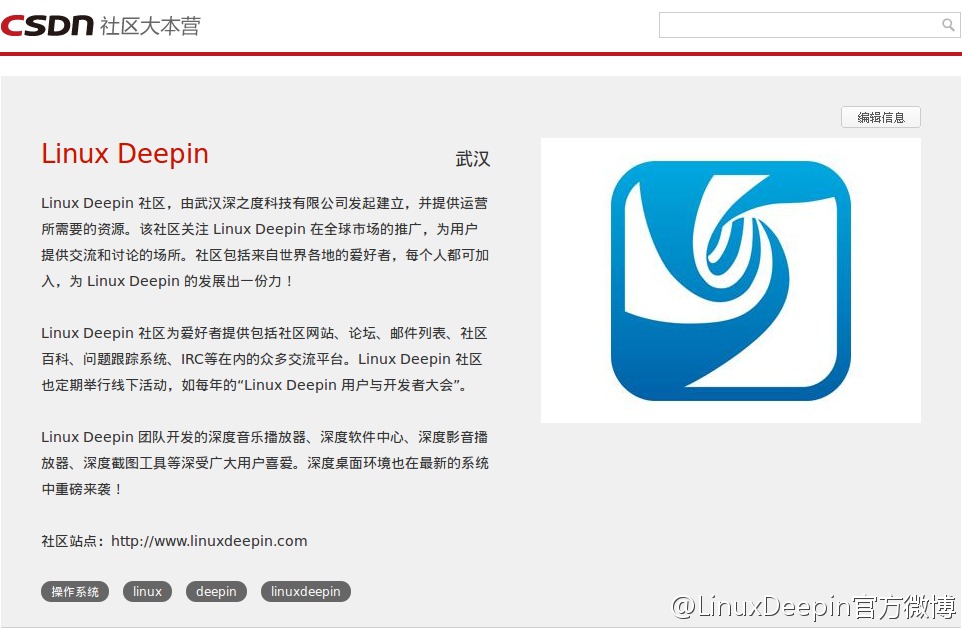 CSDN 社区大本营
编辑信息
Linux Deepin
武汉
Linux Deepin 社区，由武汉深之度科技有限公司发起建立，并提供运营
所需要的资源。该社区关注 Linux Deepin 在全球市场的推广，为用户
提供交流和讨论的场所。社区包括来自世界各地的爱好者，每个人都可加
入，为 Linux Deepin 的发展出一份力！
Linux Deepin 社区为爱好者提供包括社区网站、论坛、邮件列表、社区
百科、问题跟踪系统、IRC等在内的众多交流平台。Linux Deepin 社区
也定期举行线下活动，如每年的“Linux Deepin 用户与开发者大会”。
Linux Deepin 团队开发的深度音乐播放器、深度软件中心、深度影音播
放器、深度截图工具等深受广大用户喜爱。深度桌面环境也在最新的系统
中重磅来袭！
社区站点：http://www.linuxdeepin.com
操作系统 linux deepin linuxdeepin
@LinuxDeepin官方微博